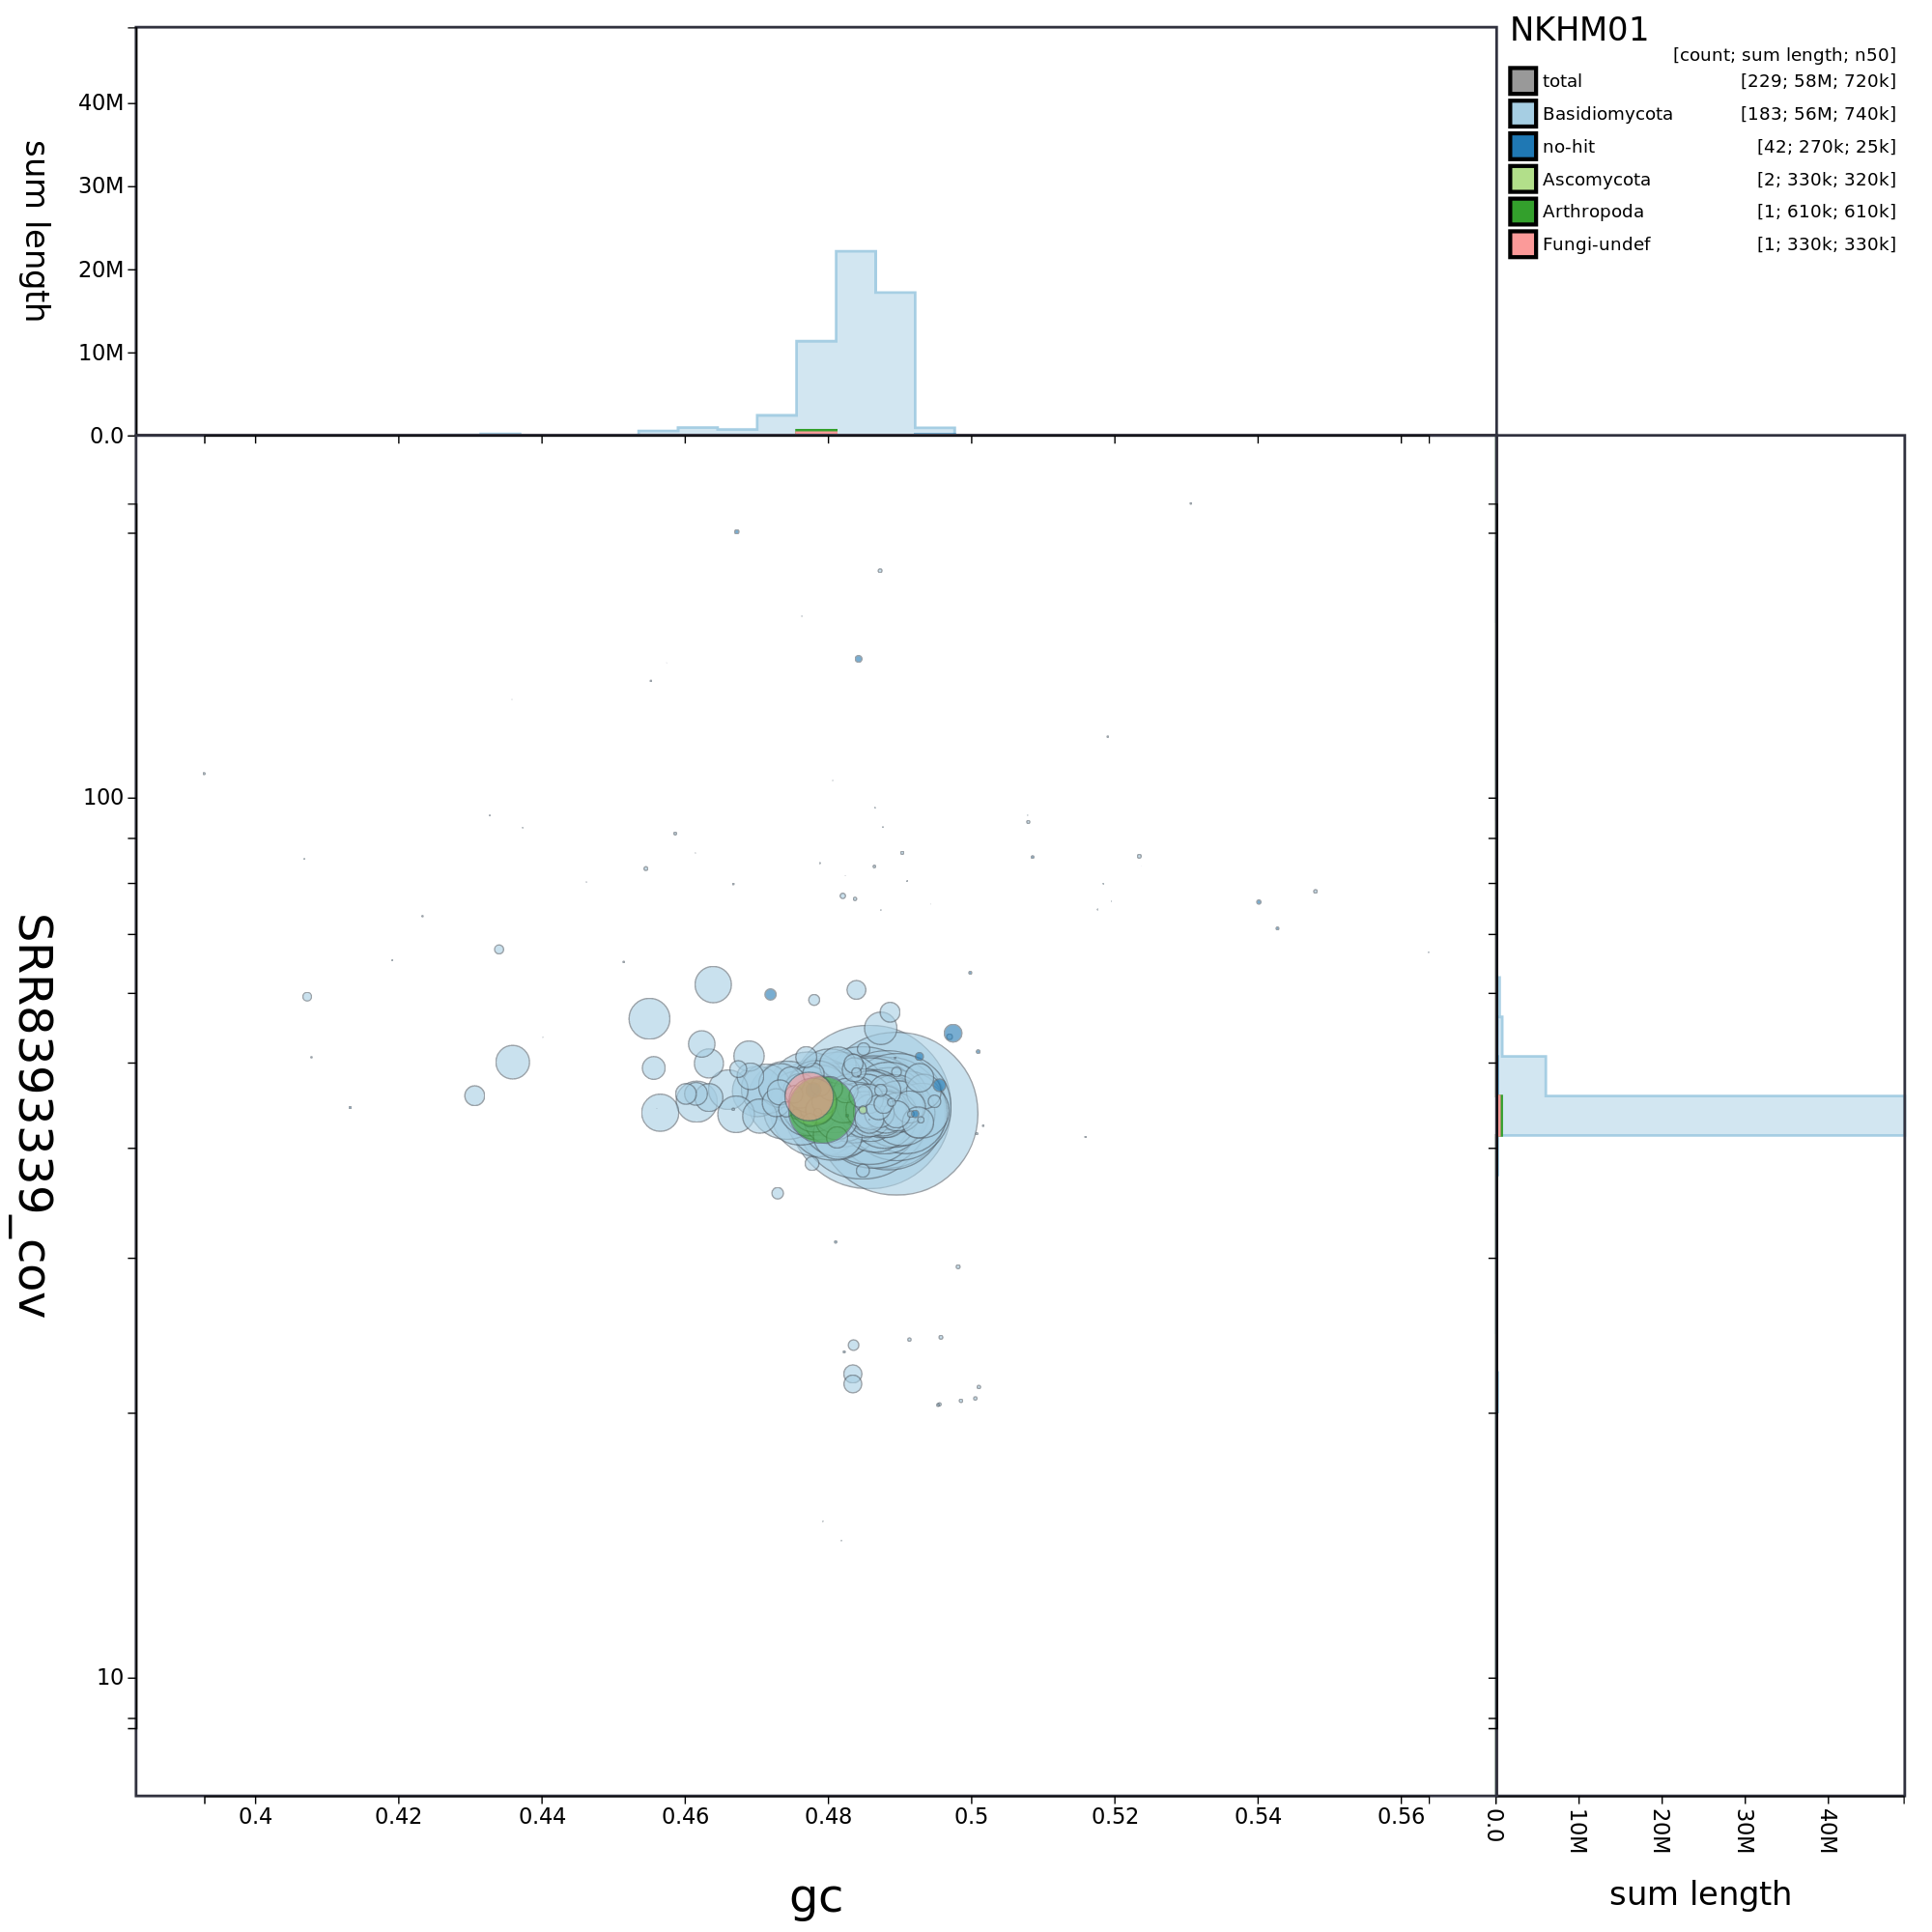 NKHM01
[count; sum length; n50]
total [229; 58M; 720k]
Basidiomycota [183; 56M; 740k]
no-hit [42; 270k; 25k]
Ascomycota [2; 330k; 320k]
Arthropoda [1; 610k; 610k]
Fungi-undef [1; 330k; 330k]
sum length
40M
30M
20M
10M
0.0
SRR8393339_cov
100
10
0.4 0.42 0.44 0.46 0.48 0.5 0.52 0.54 0.56
gc
0.0 10M 20M 30M 40M
sum length